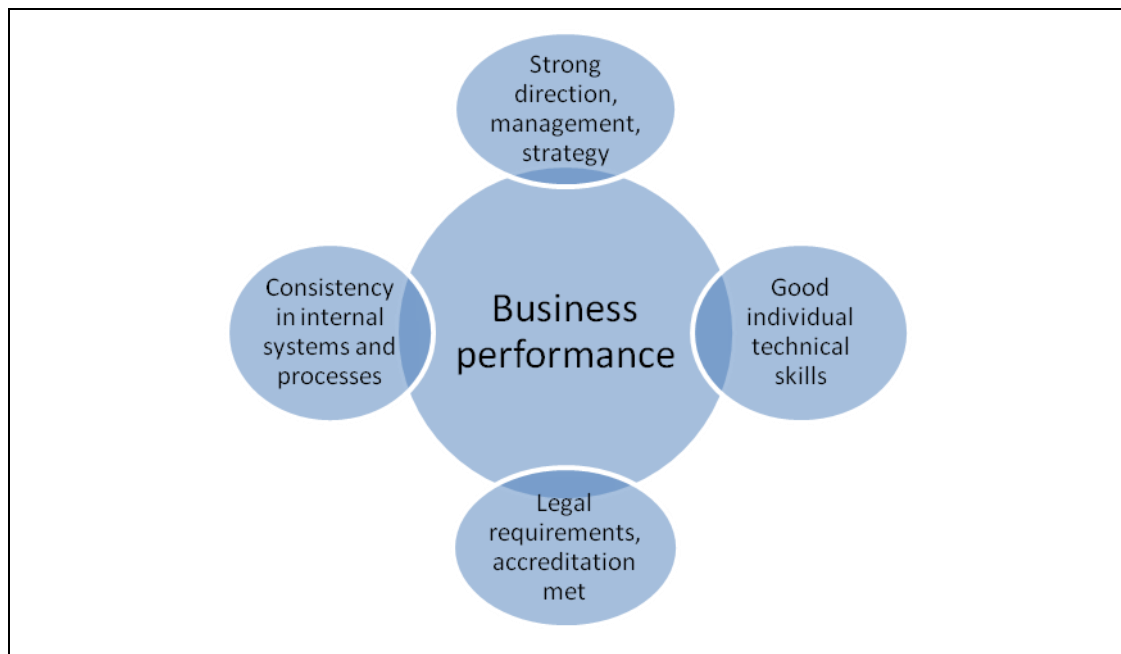 Strong
direction,
management,
strategy
Consistency
in internal
systems and
processes
Business
performance
Good
individual
technical
skills
Legal
requirements,
accreditation
met